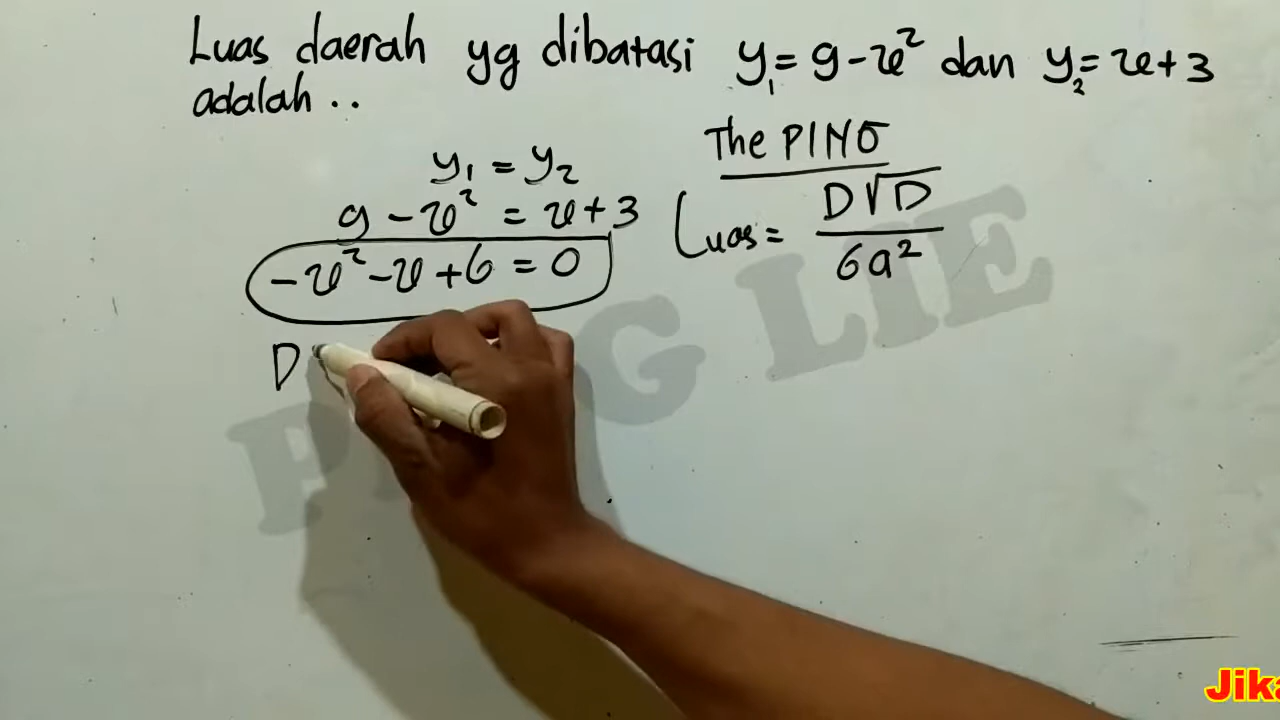 Luas daerah yg dibatasi y₁ = 9 - x² dan y₂ = x + 3
adalah ..
y₁ = y₂
9 - x² = x + 3
-x² - x + 6 = 0
D
The PINO
Luas = D√D / 6a²
LIE
Jika